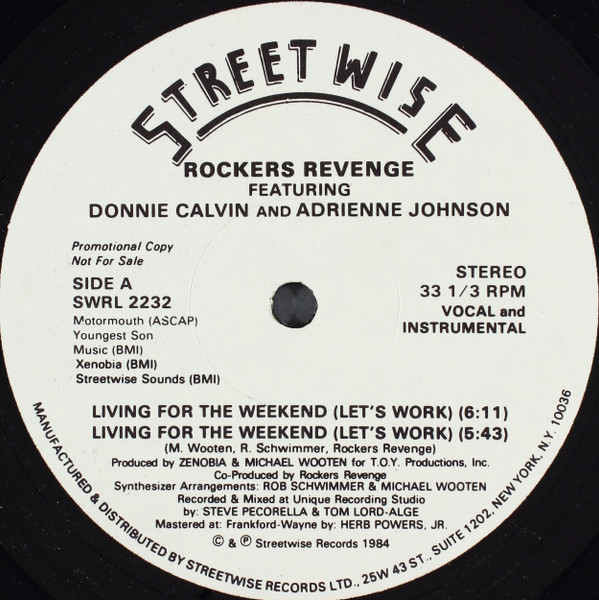 STREETWISE
ROCKERS REVENGE
FEATURING
DONNIE CALVIN AND ADRIENNE JOHNSON
Promotional Copy
Not For Sale
SIDE A
SWRL 2232
Motormouth (ASCAP)
Youngest Son
Music (BMI)
Xenobia (BMI)
Streetwise Sounds (BMI)
STEREO
33 1/3 RPM
VOCAL and
INSTRUMENTAL
LIVING FOR THE WEEKEND (LET'S WORK) (6:11)
LIVING FOR THE WEEKEND (LET'S WORK) (5:43)
(M. Wooten, R. Schwimmer, Rockers Revenge)
Produced by ZENOBIA & MICHAEL WOOTEN for T.O.Y. Productions, Inc.
Co-Produced by Rockers Revenge
Synthesizer Arrangements: ROB SCHWIMMER & MICHAEL WOOTEN
Recorded & Mixed at Unique Recording Studio
by: STEVE PECORELLA & TOM LORD-ALGE
Mastered at: Frankford-Wayne by: HERB POWERS, JR.
© & ℗ Streetwise Records 1984
MANUFACTURED & DISTRIBUTED BY STREETWISE RECORDS LTD., 25W 43 ST., SUITE 1202, NEW YORK, N.Y. 10036